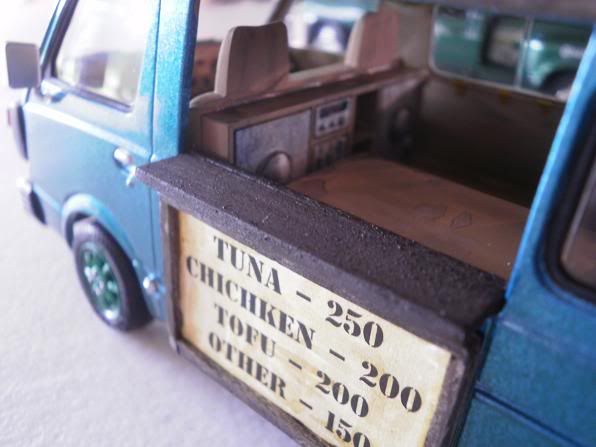 TUNA – 250
CHICHKEN – 200
TOFU – 200
OTHER – 150